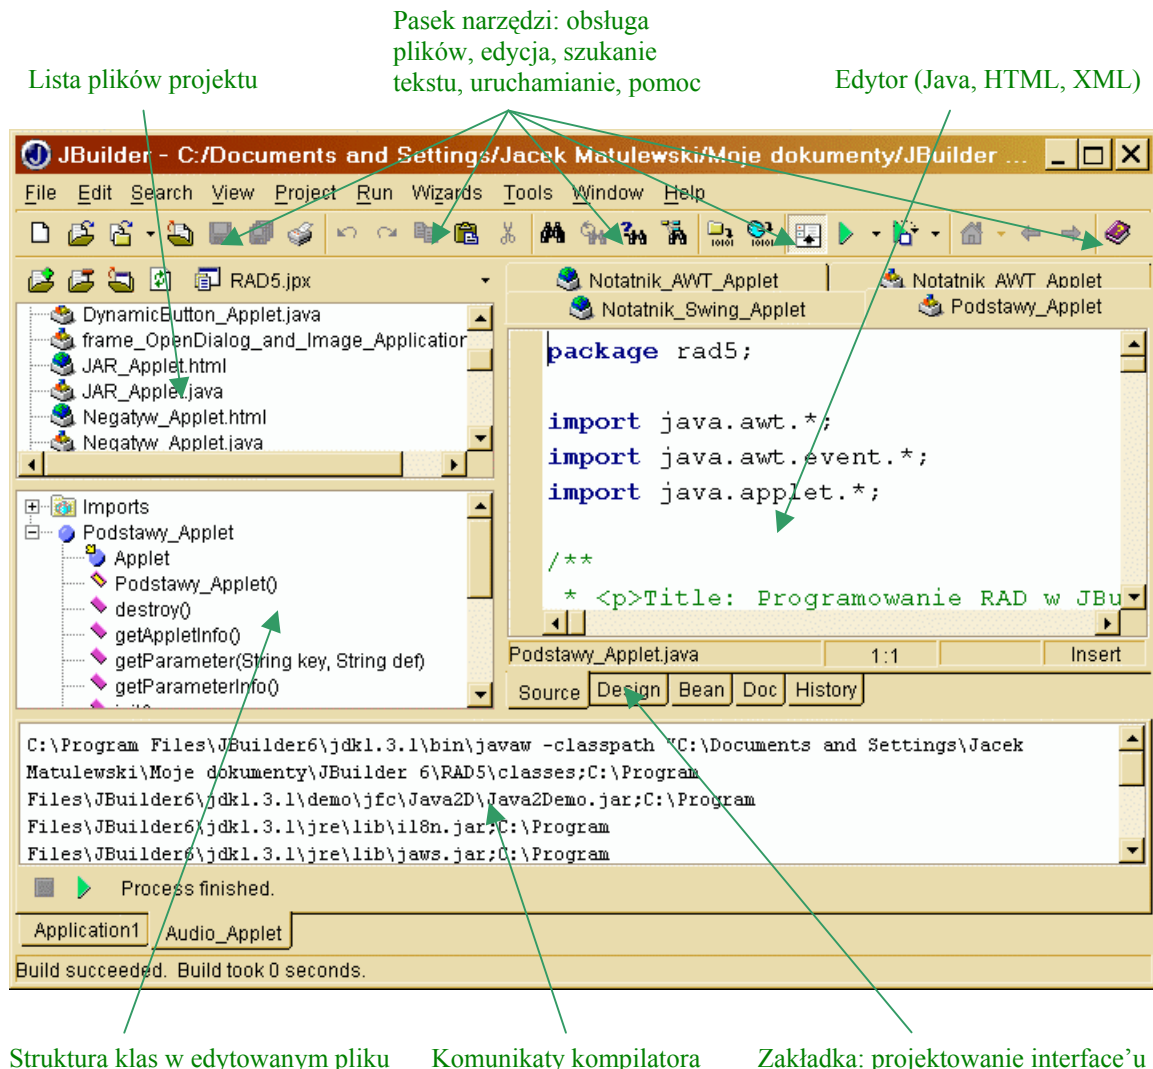 Pasek narzędzi: obsługa
plików, edycja, szukanie
tekstu, uruchamianie, pomoc
Lista plików projektu
Edytor (Java, HTML, XML)
JBuilder - C:/Documents and Settings/Jacek Matulewski/Moje dokumenty/JBuilder ...
File Edit Search View Project Run Wizards Tools Window Help
RAD5.jpx
DynamicButton_Applet.java
frame_OpenDialog_and_Image_Application
JAR_Applet.html
JAR_Applet.java
Negatyw_Applet.html
Negatyw_Applet.java
Notatnik_AWT_Applet
Notatnik_AWT_Applet
Notatnik_Swing_Applet
Podstawy_Applet
package rad5;
import java.awt.*;
import java.awt.event.*;
import java.applet.*;
/**
* <p>Title: Programowanie RAD w JBu
Imports
Podstawy_Applet
Applet
Podstawy_Applet()
destroy()
getAppletInfo()
getParameter(String key, String def)
getParameterInfo()
Podstawy_Applet.java 1:1 Insert
Source Design Bean Doc History
C:\Program Files\JBuilder6\jdk1.3.1\bin\javaw -classpath "C:\Documents and Settings\Jacek
Matulewski\Moje dokumenty\JBuilder 6\RAD5\classes;C:\Program
Files\JBuilder6\jdk1.3.1\demo\jfc\Java2D\Java2Demo.jar;C:\Program
Files\JBuilder6\jdk1.3.1\jre\lib\i18n.jar;C:\Program
Files\JBuilder6\jdk1.3.1\jre\lib\jaws.jar;C:\Program
Process finished.
Application1 Audio_Applet
Build succeeded. Build took 0 seconds.
Struktura klas w edytowanym pliku
Komunikaty kompilatora
Zakładka: projektowanie interface’u